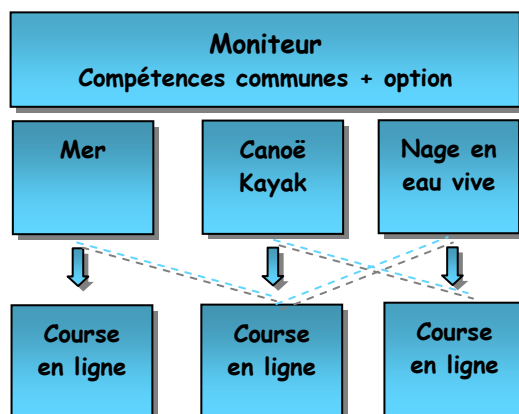 Moniteur
Compétences communes + option
Mer
Canoë
Kayak
Nage en
eau vive
Course
en ligne
Course
en ligne
Course
en ligne